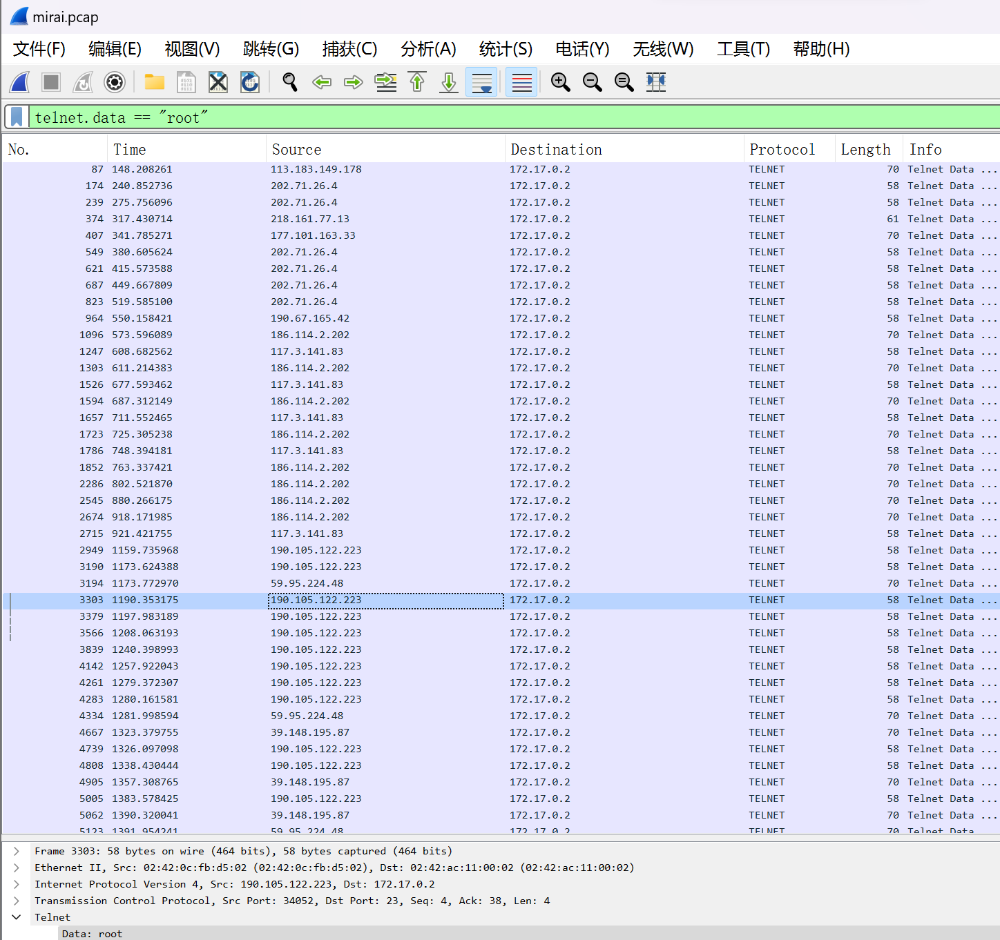 mirai.pcap
文件(F) 编辑(E) 视图(V) 跳转(G) 捕获(C) 分析(A) 统计(S) 电话(Y) 无线(W) 工具(T) 帮助(H)
telnet.data == "root"
No. Time Source Destination Protocol Length Info
87 148.208261 113.183.149.178 172.17.0.2 TELNET 70 Telnet Data ...
174 240.852736 202.71.26.4 172.17.0.2 TELNET 58 Telnet Data ...
239 275.756096 202.71.26.4 172.17.0.2 TELNET 58 Telnet Data ...
374 317.430714 218.161.77.13 172.17.0.2 TELNET 61 Telnet Data ...
407 341.785271 177.101.163.33 172.17.0.2 TELNET 70 Telnet Data ...
549 380.605624 202.71.26.4 172.17.0.2 TELNET 58 Telnet Data ...
621 415.573588 202.71.26.4 172.17.0.2 TELNET 58 Telnet Data ...
687 449.667809 202.71.26.4 172.17.0.2 TELNET 58 Telnet Data ...
823 519.585100 202.71.26.4 172.17.0.2 TELNET 58 Telnet Data ...
964 550.158421 190.67.165.42 172.17.0.2 TELNET 58 Telnet Data ...
1096 573.596089 186.114.2.202 172.17.0.2 TELNET 70 Telnet Data ...
1247 608.682562 117.3.141.83 172.17.0.2 TELNET 58 Telnet Data ...
1303 611.214383 186.114.2.202 172.17.0.2 TELNET 70 Telnet Data ...
1526 677.593462 117.3.141.83 172.17.0.2 TELNET 58 Telnet Data ...
1594 687.312149 186.114.2.202 172.17.0.2 TELNET 70 Telnet Data ...
1657 711.552465 117.3.141.83 172.17.0.2 TELNET 58 Telnet Data ...
1723 725.305238 186.114.2.202 172.17.0.2 TELNET 70 Telnet Data ...
1786 748.394181 117.3.141.83 172.17.0.2 TELNET 58 Telnet Data ...
1852 763.337421 186.114.2.202 172.17.0.2 TELNET 70 Telnet Data ...
2286 802.521870 186.114.2.202 172.17.0.2 TELNET 70 Telnet Data ...
2545 880.266175 186.114.2.202 172.17.0.2 TELNET 70 Telnet Data ...
2674 918.171985 186.114.2.202 172.17.0.2 TELNET 70 Telnet Data ...
2715 921.421755 117.3.141.83 172.17.0.2 TELNET 58 Telnet Data ...
2949 1159.735968 190.105.122.223 172.17.0.2 TELNET 58 Telnet Data ...
3190 1173.624388 190.105.122.223 172.17.0.2 TELNET 58 Telnet Data ...
3194 1173.772970 59.95.224.48 172.17.0.2 TELNET 70 Telnet Data ...
3303 1190.353175 190.105.122.223 172.17.0.2 TELNET 58 Telnet Data ...
3379 1197.983189 190.105.122.223 172.17.0.2 TELNET 58 Telnet Data ...
3566 1208.063193 190.105.122.223 172.17.0.2 TELNET 58 Telnet Data ...
3839 1240.398993 190.105.122.223 172.17.0.2 TELNET 58 Telnet Data ...
4142 1257.922043 190.105.122.223 172.17.0.2 TELNET 58 Telnet Data ...
4261 1279.372307 190.105.122.223 172.17.0.2 TELNET 58 Telnet Data ...
4283 1280.161581 190.105.122.223 172.17.0.2 TELNET 58 Telnet Data ...
4334 1281.998594 59.95.224.48 172.17.0.2 TELNET 70 Telnet Data ...
4667 1323.379755 39.148.195.87 172.17.0.2 TELNET 70 Telnet Data ...
4739 1326.097098 190.105.122.223 172.17.0.2 TELNET 58 Telnet Data ...
4808 1338.430444 190.105.122.223 172.17.0.2 TELNET 58 Telnet Data ...
4905 1357.308765 39.148.195.87 172.17.0.2 TELNET 70 Telnet Data ...
5005 1383.578425 190.105.122.223 172.17.0.2 TELNET 58 Telnet Data ...
5062 1390.320041 39.148.195.87 172.17.0.2 TELNET 70 Telnet Data ...
5123 1391.954241 59.95.224.48 172.17.0.2 TELNET 70 Telnet Data ...
Frame 3303: 58 bytes on wire (464 bits), 58 bytes captured (464 bits)
Ethernet II, Src: 02:42:0c:fb:d5:02 (02:42:0c:fb:d5:02), Dst: 02:42:ac:11:00:02 (02:42:ac:11:00:02)
Internet Protocol Version 4, Src: 190.105.122.223, Dst: 172.17.0.2
Transmission Control Protocol, Src Port: 34052, Dst Port: 23, Seq: 4, Ack: 38, Len: 4
Telnet
Data: root